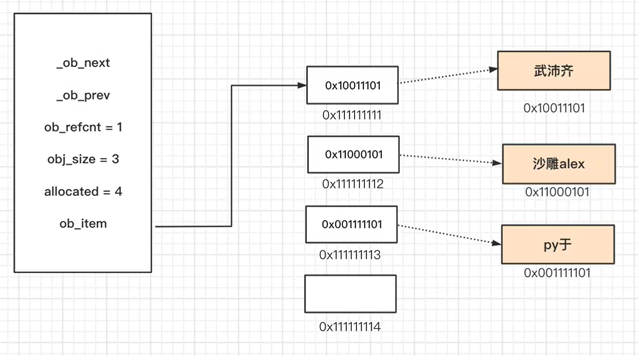 _ob_next
_ob_prev
ob_refcnt = 1
obj_size = 3
allocated = 4
ob_item
0x10011101
0x111111111
0x11000101
0x111111112
0x001111101
0x111111113
0x111111114
武沛齐
0x10011101
沙雕alex
0x11000101
py于
0x001111101